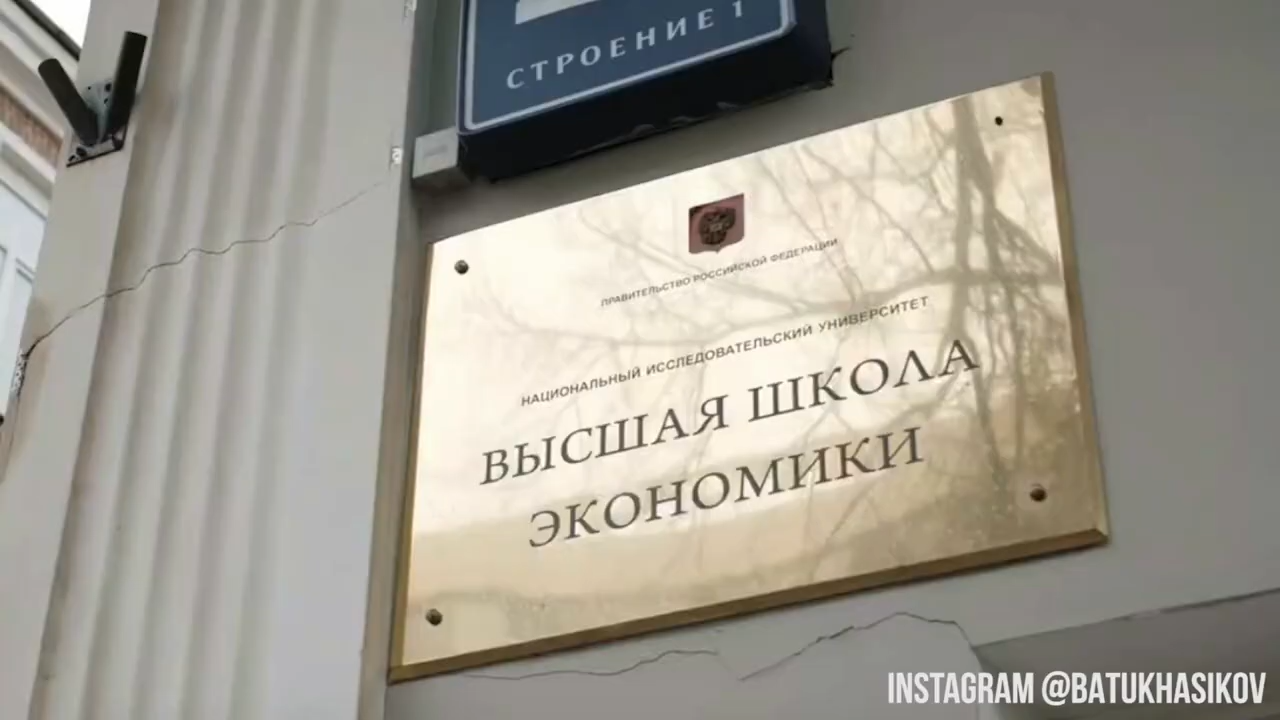 СТРОЕНИЕ 1
ПРАВИТЕЛЬСТВО РОССИЙСКОЙ ФЕДЕРАЦИИ
НАЦИОНАЛЬНЫЙ ИССЛЕДОВАТЕЛЬСКИЙ УНИВЕРСИТЕТ
ВЫСШАЯ ШКОЛА
ЭКОНОМИКИ
INSTAGRAM @BATUKHASIKOV